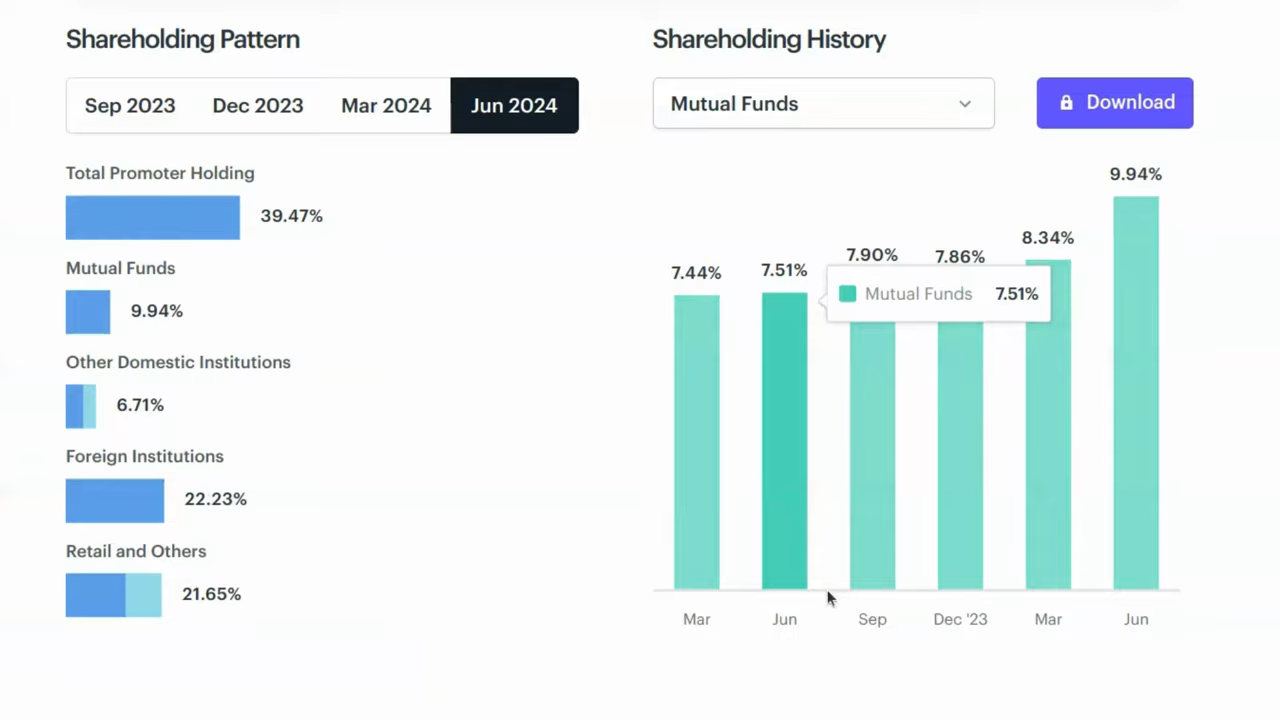 Shareholding Pattern
Sep 2023 Dec 2023 Mar 2024 Jun 2024
Total Promoter Holding
39.47%
Mutual Funds
9.94%
Other Domestic Institutions
6.71%
Foreign Institutions
22.23%
Retail and Others
21.65%
Shareholding History
Mutual Funds
Download
7.44% 7.51% 7.90% 7.86% 8.34% 9.94%
Mutual Funds 7.51%
Mar Jun Sep Dec '23 Mar Jun